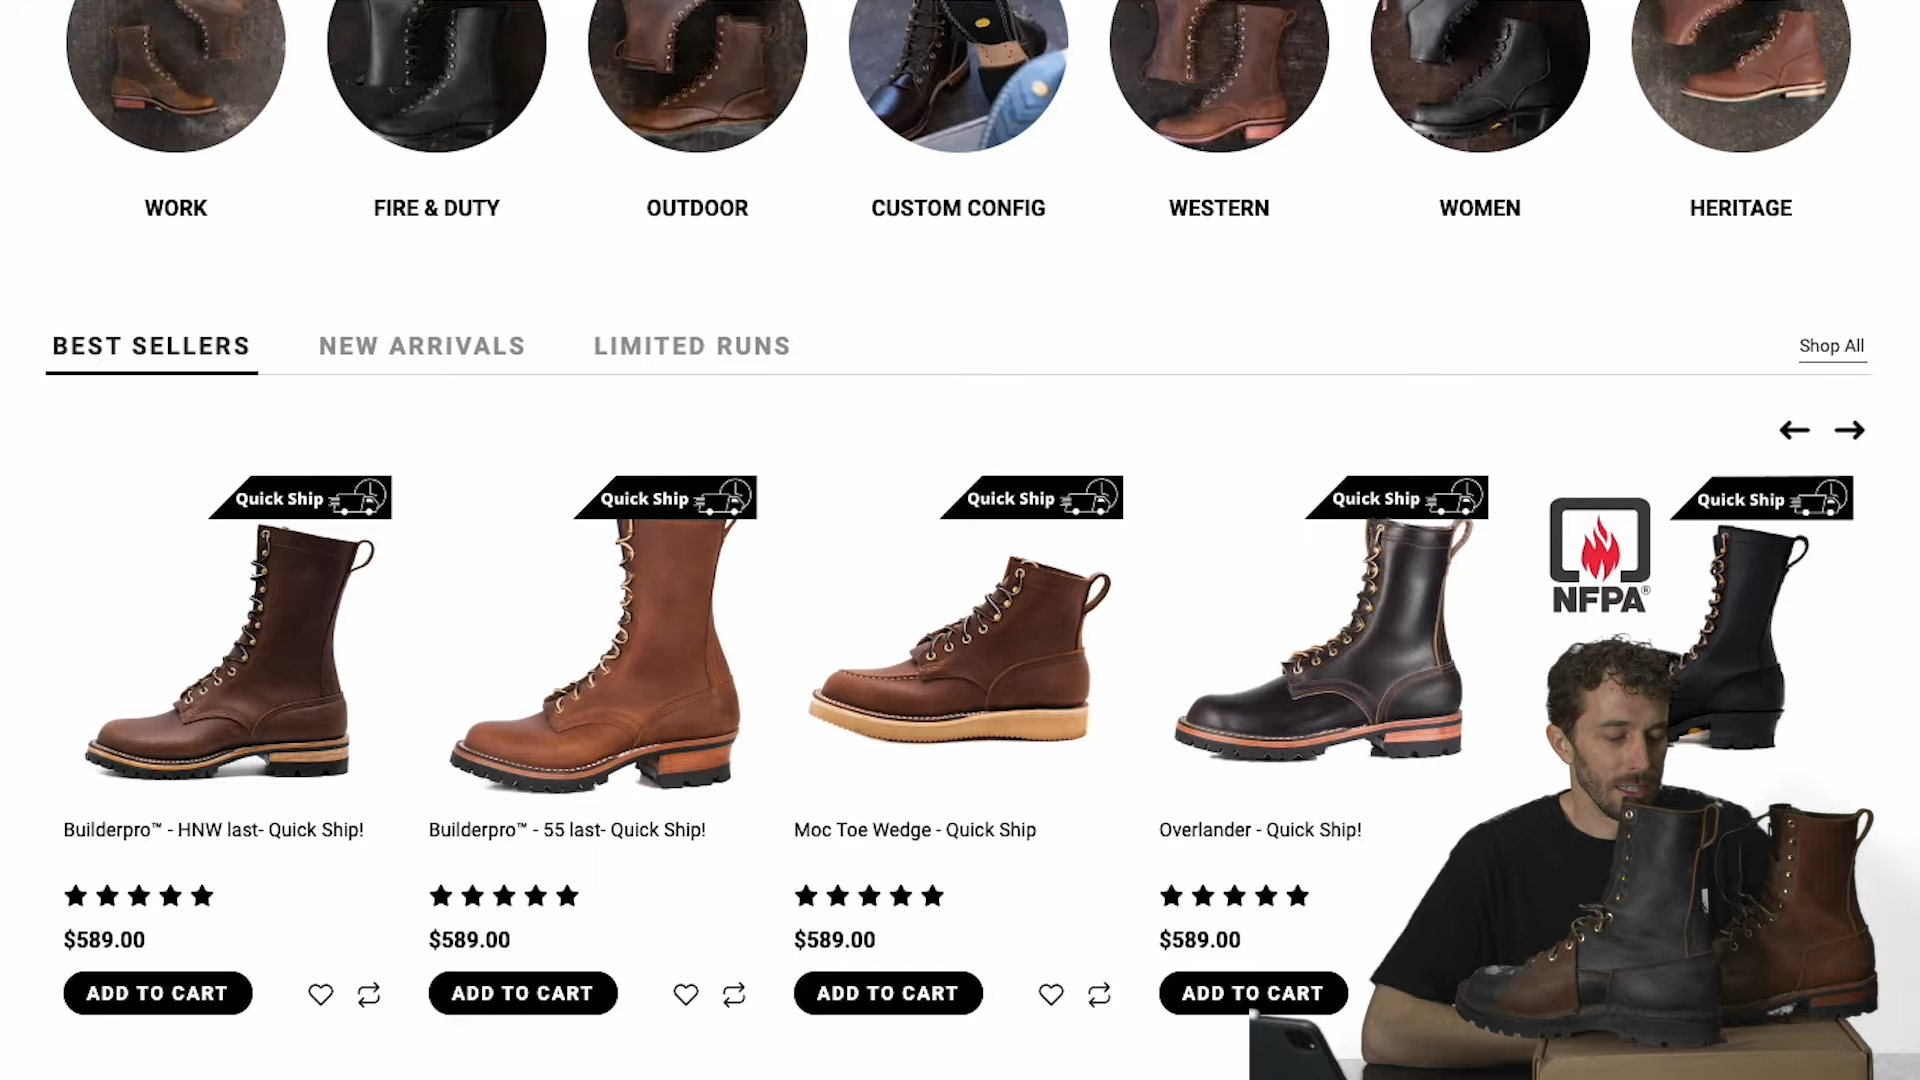 WORK
FIRE & DUTY
OUTDOOR
CUSTOM CONFIG
WESTERN
WOMEN
HERITAGE
BEST SELLERS
NEW ARRIVALS
LIMITED RUNS
Shop All
Quick Ship
Quick Ship
Quick Ship
Quick Ship
Quick Ship
NFPA®
Builderpro™ - HNW last- Quick Ship!
Builderpro™ - 55 last- Quick Ship!
Moc Toe Wedge - Quick Ship
Overlander - Quick Ship!
$589.00
$589.00
$589.00
$589.00
ADD TO CART
ADD TO CART
ADD TO CART
ADD TO CART